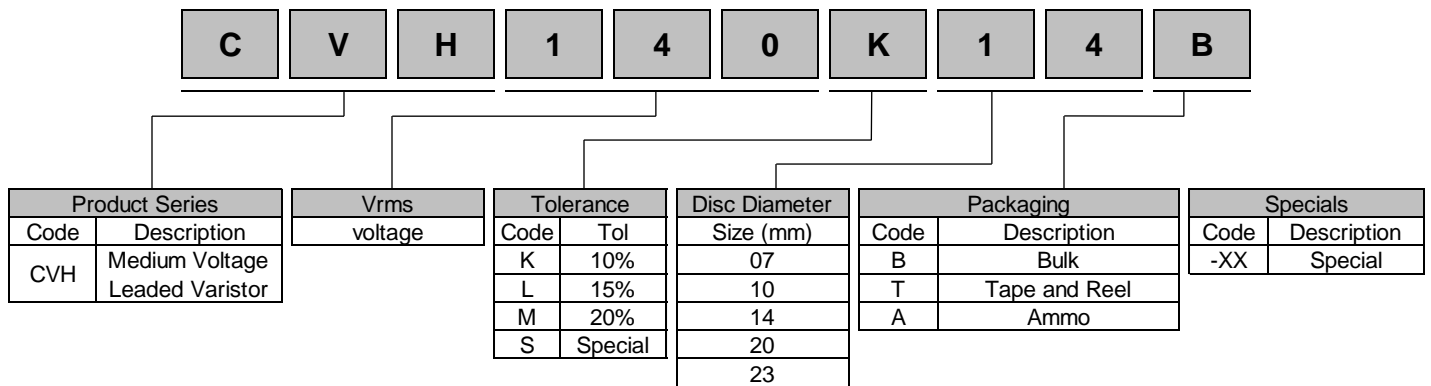 C V H 1 4 0 K 1 4 B
Product Series Vrms Tolerance Disc Diameter Packaging Specials
Code Description voltage Code Tol Size (mm) Code Description Code Description
CVH Medium Voltage Leaded Varistor K 10% 07 B Bulk -XX Special
L 15% 10 T Tape and Reel
M 20% 14 A Ammo
S Special 20
23